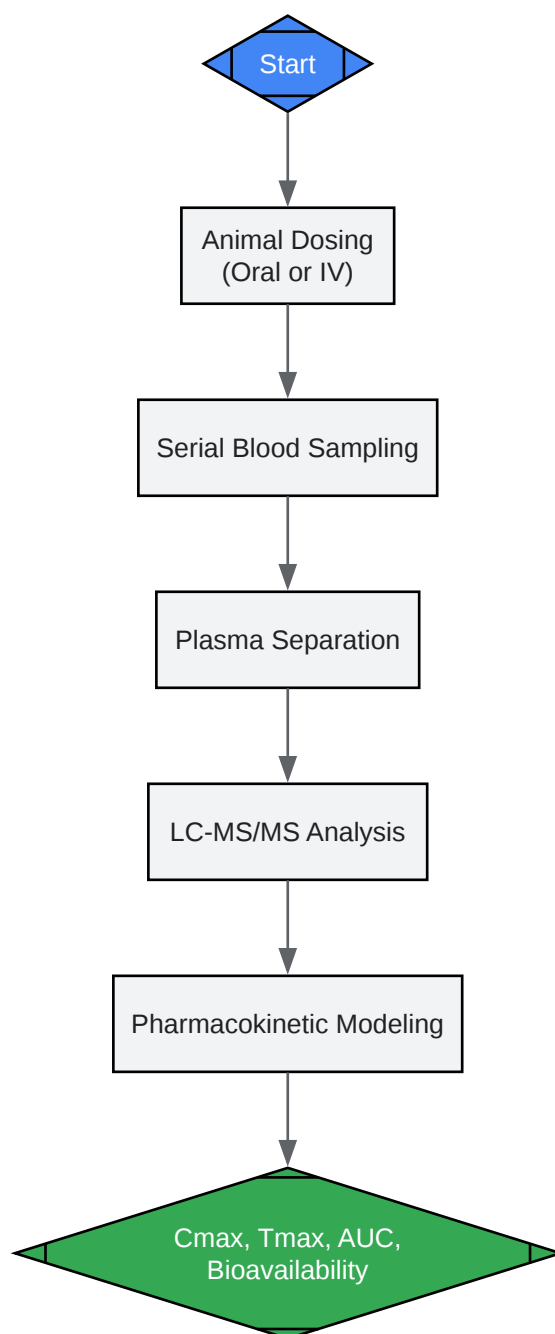 Start
Animal Dosing
(Oral or IV)
Serial Blood Sampling
Plasma Separation
LC-MS/MS Analysis
Pharmacokinetic Modeling
Cmax, Tmax, AUC,
Bioavailability